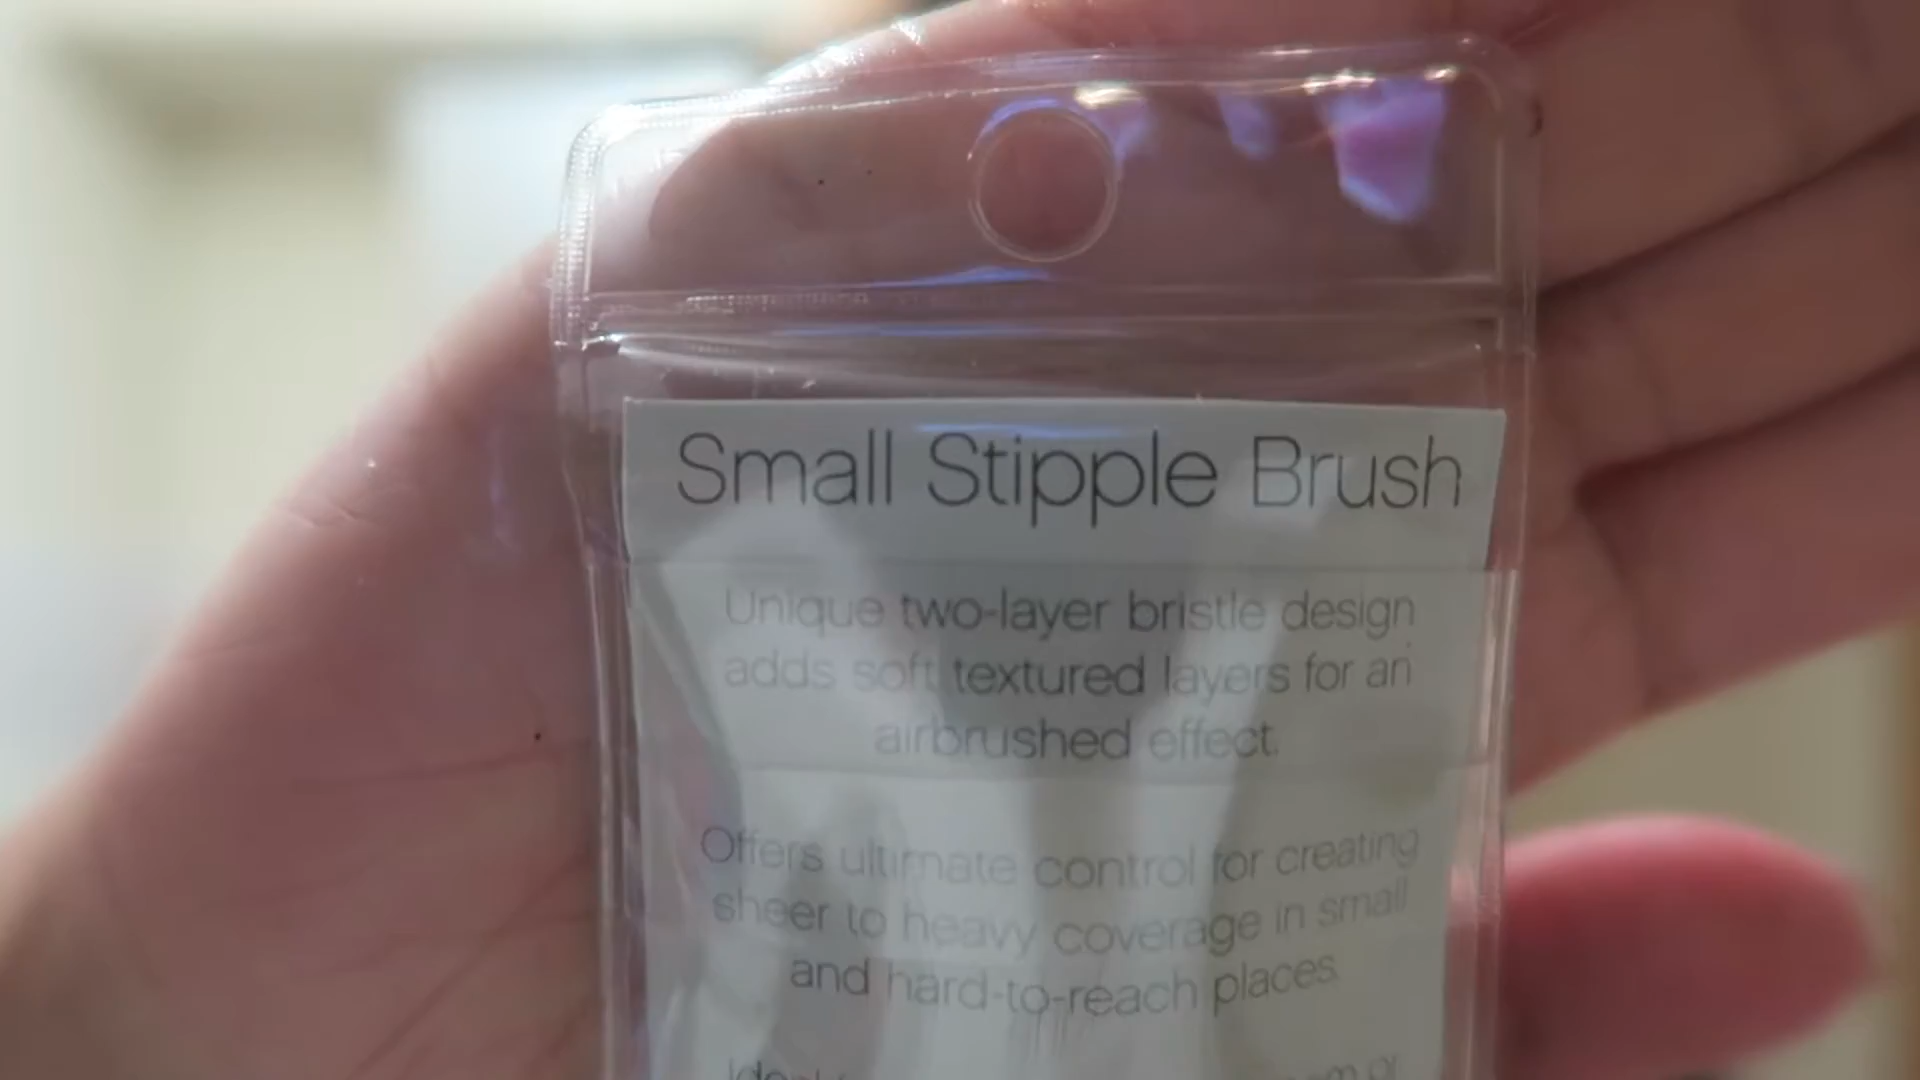 Small Stipple Brush
Unique two-layer bristle design
adds soft textured layers for an
airbrushed effect.
Offers ultimate control for creating
sheer to heavy coverage in small
and hard-to-reach places.